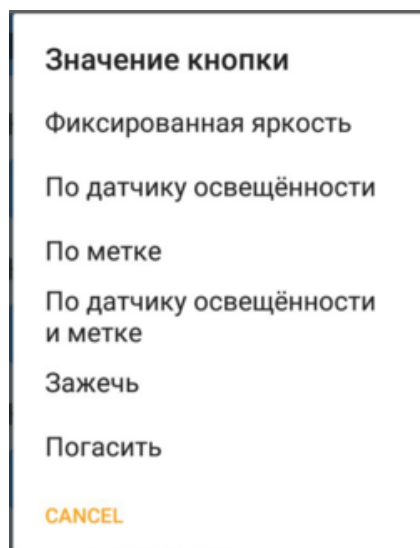 Значение кнопки
Фиксированная яркость
По датчику освещённости
По метке
По датчику освещённости
и метке
Зажечь
Погасить
CANCEL